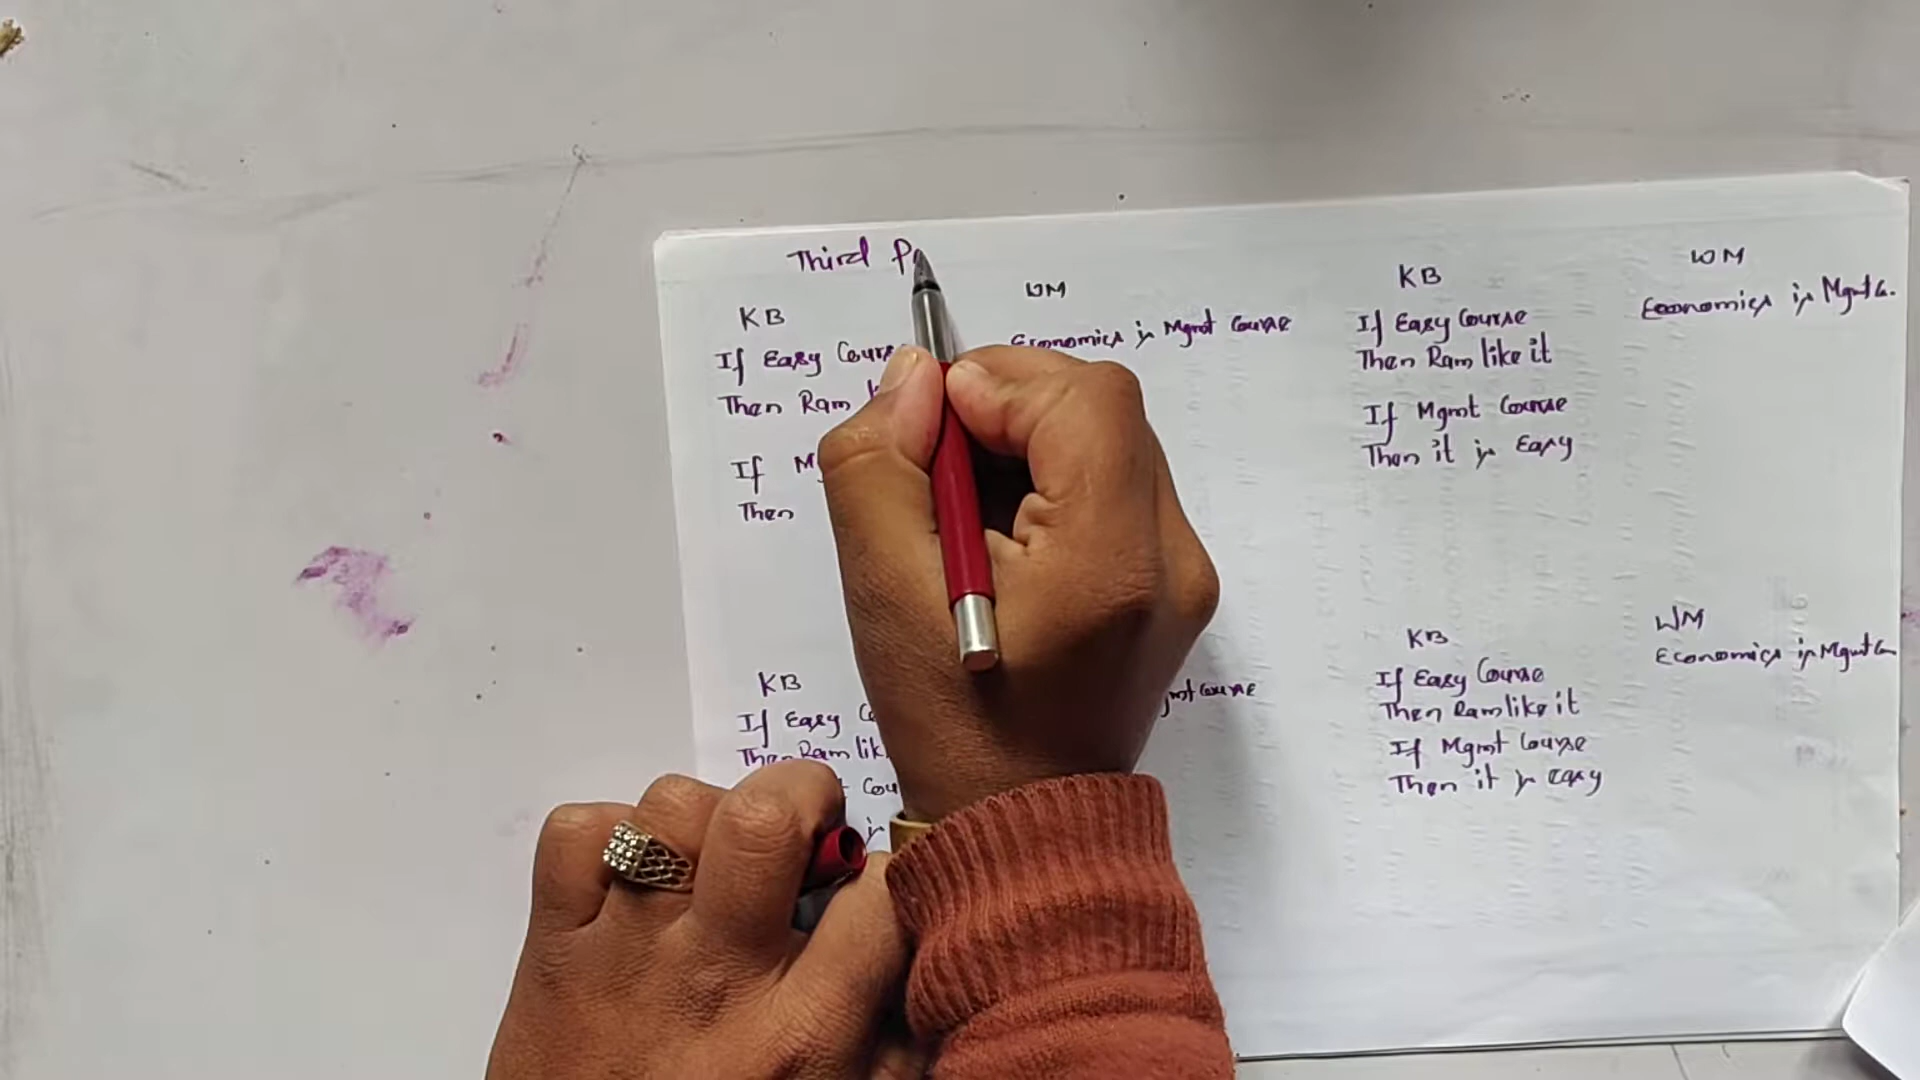 Third
KB
WM
If Easy Course
Economics is Mgmt Course
Then Ram
If
Then
KB
WM
If Easy Course
Economics is Mgmt Co.
Then Ram like it
If Mgmt Course
Then it is Easy
KB
If Easy
Then Ram
KB
WM
If Easy Course
Economics is Mgmt
Then Ram like it
If Mgmt Course
Then it is easy